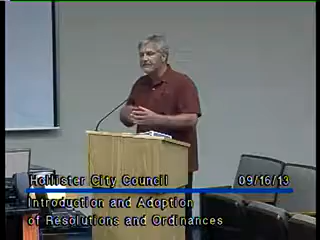 Hollister City Council 09/16/13
Introduction and Adoption
of Resolutions and Ordinances